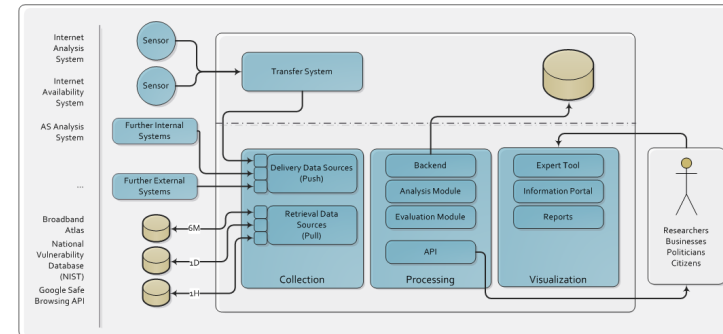 Internet
Analysis
System
Internet
Availability
System
AS Analysis
System
...
Broadband
Atlas
National
Vulnerability
Database
(NIST)
Google Safe
Browsing API
Sensor
Sensor
Further Internal
Systems
Further External
Systems
6M
1D
1H
Transfer System
Delivery Data Sources
(Push)
Retrieval Data
Sources
(Pull)
Collection
Backend
Analysis Module
Evaluation Module
API
Processing
Expert Tool
Information Portal
Reports
Visualization
Researchers
Businesses
Politicians
Citizens